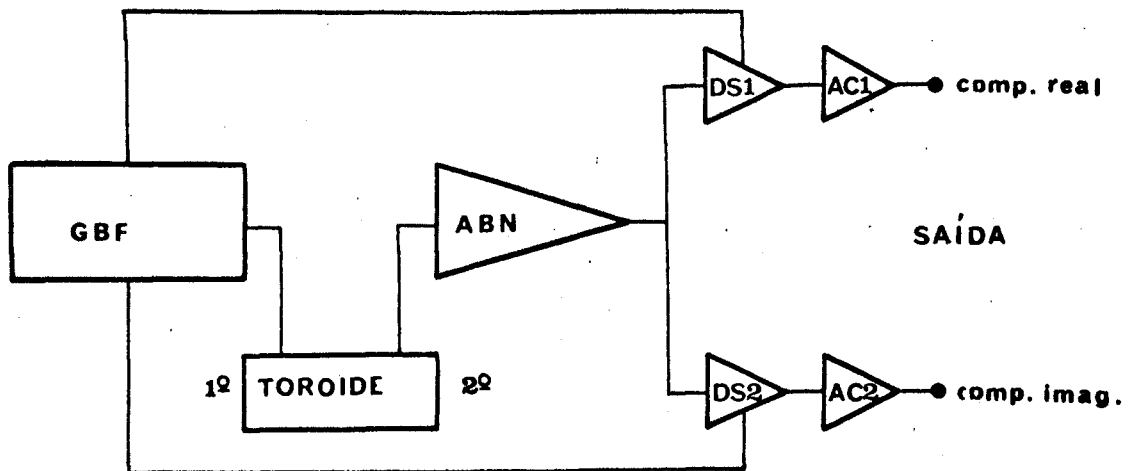 DS1
AC1
comp. real
GBF
ABN
SAÍDA
1º
TOROIDE
2º
DS2
AC2
comp. imag.